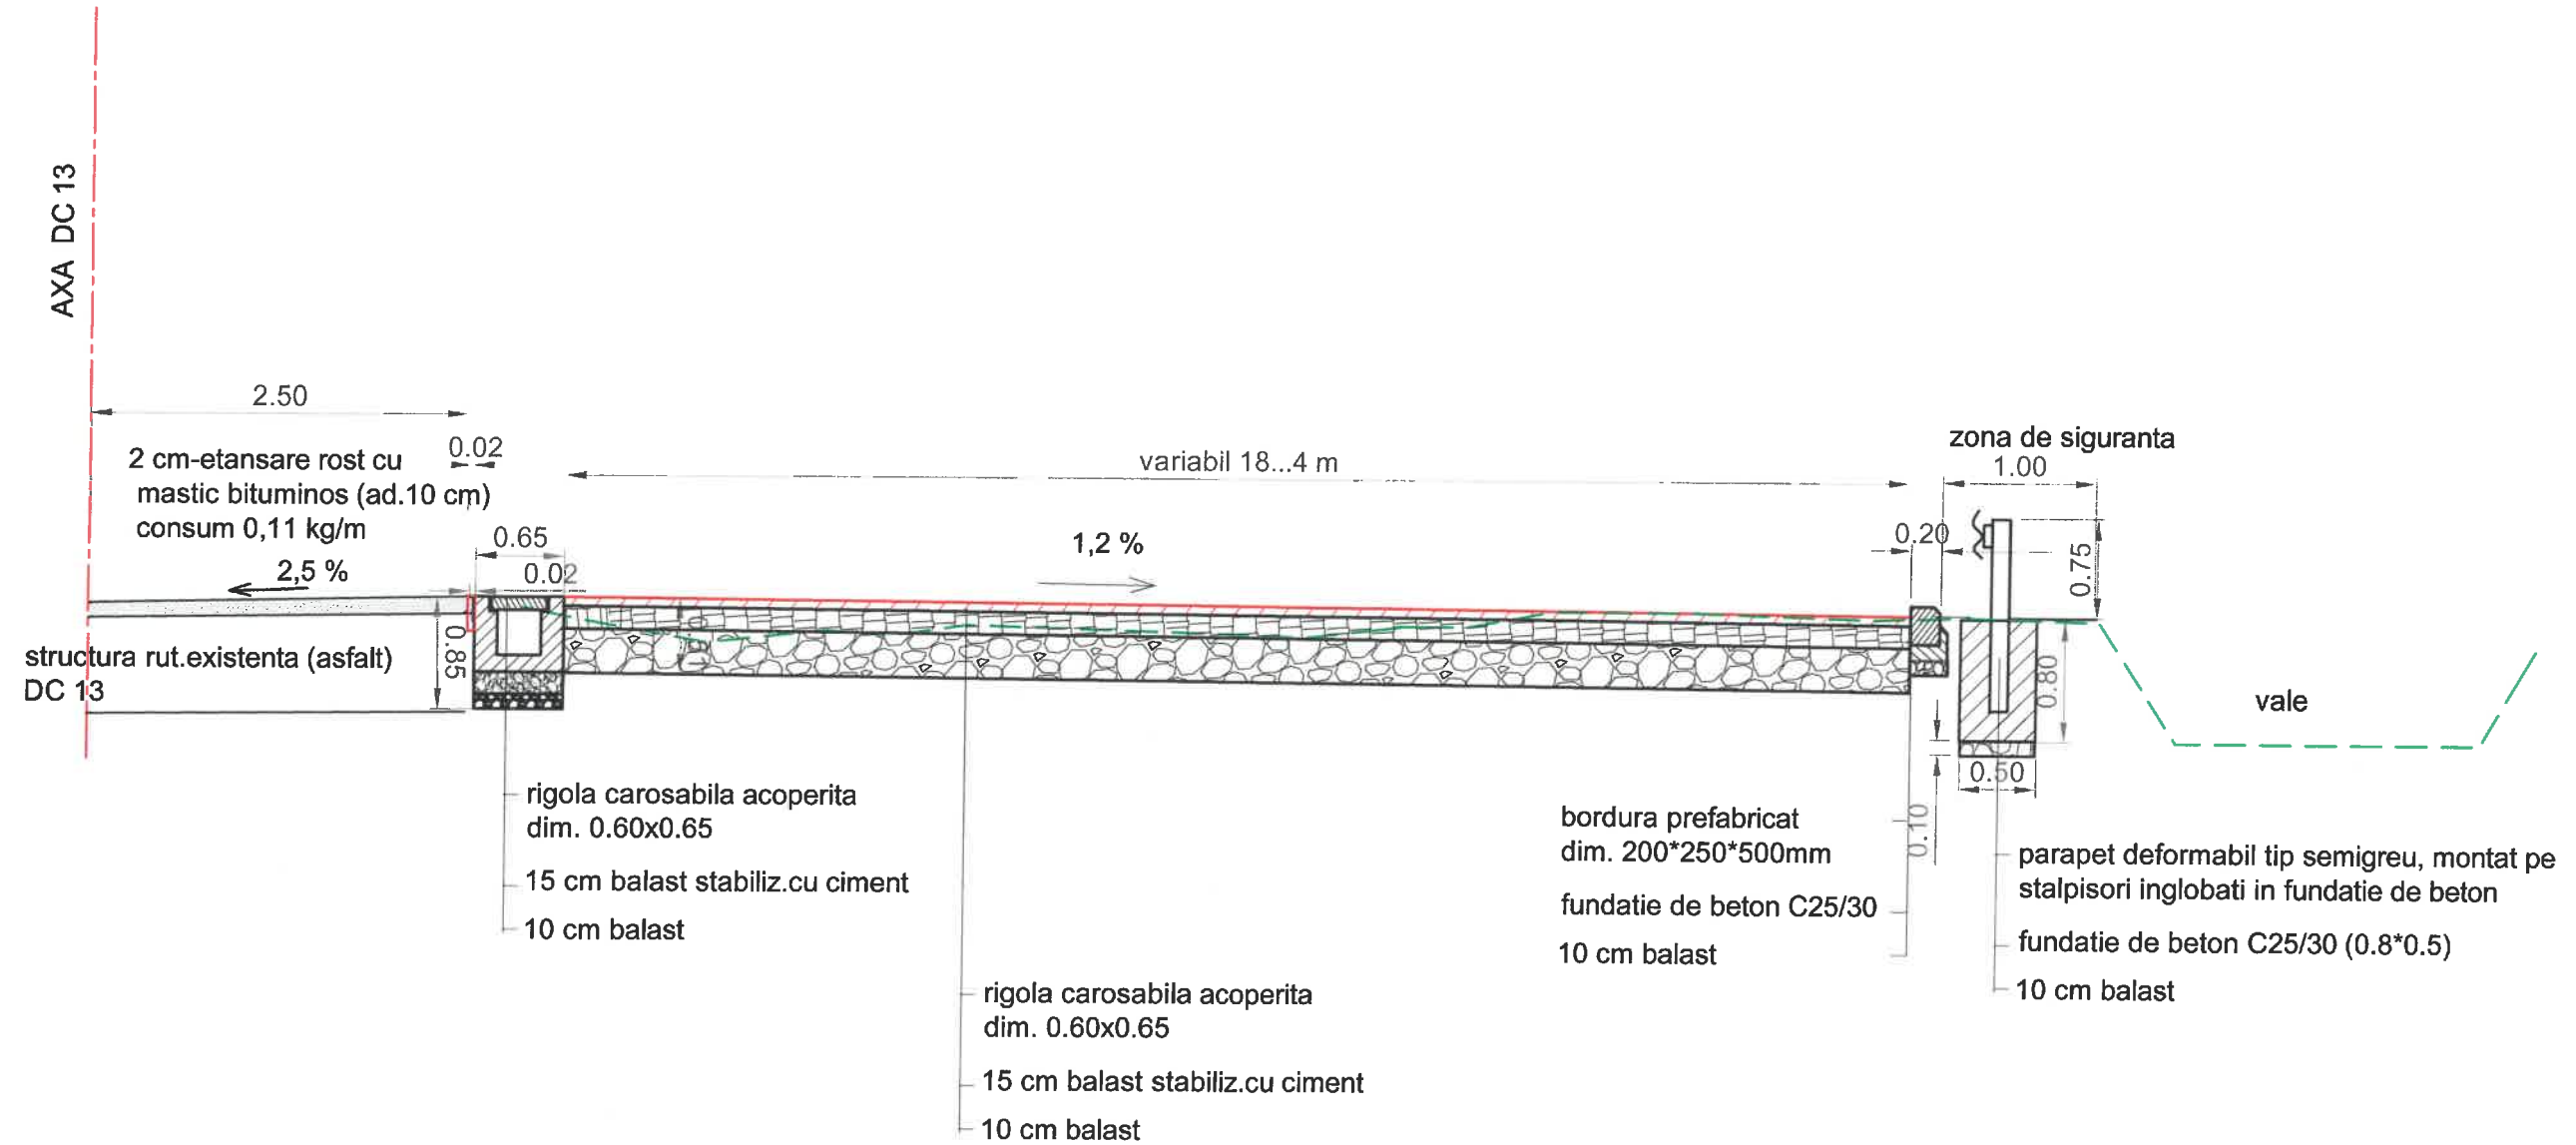 AXA DC 13
2.50
2 cm-etansare rost cu
mastic bituminos (ad.10 cm)
consum 0,11 kg/m
0.02
variabil 18...4 m
zona de siguranta
1.00
0.65
0.02
2,5 %
1,2 %
0.20
0.75
structura rut.existenta (asfalt)
DC 13
0.85
0.80
vale
0.50
0.10
rigola carosabila acoperita
dim. 0.60x0.65
15 cm balast stabiliz.cu ciment
10 cm balast
rigola carosabila acoperita
dim. 0.60x0.65
15 cm balast stabiliz.cu ciment
10 cm balast
bordura prefabricat
dim. 200*250*500mm
fundatie de beton C25/30
10 cm balast
parapet deformabil tip semigreu, montat pe
stalpisori inglobati in fundatie de beton
fundatie de beton C25/30 (0.8*0.5)
10 cm balast